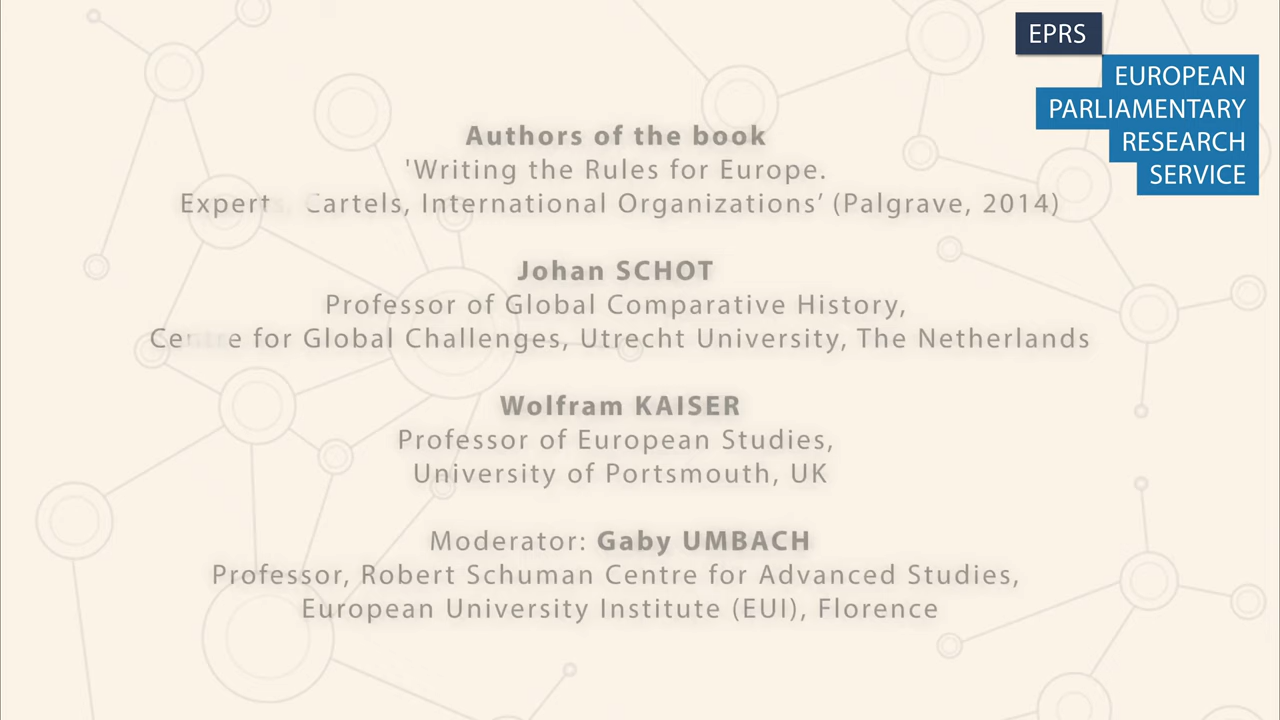 EPRS
EUROPEAN
PARLIAMENTARY
RESEARCH
SERVICE
Authors of the book
'Writing the Rules for Europe.
Experts, Cartels, International Organizations’ (Palgrave, 2014)
Johan SCHOT
Professor of Global Comparative History,
Centre for Global Challenges, Utrecht University, The Netherlands
Wolfram KAISER
Professor of European Studies,
University of Portsmouth, UK
Moderator: Gaby UMBACH
Professor, Robert Schuman Centre for Advanced Studies,
European University Institute (EUI), Florence